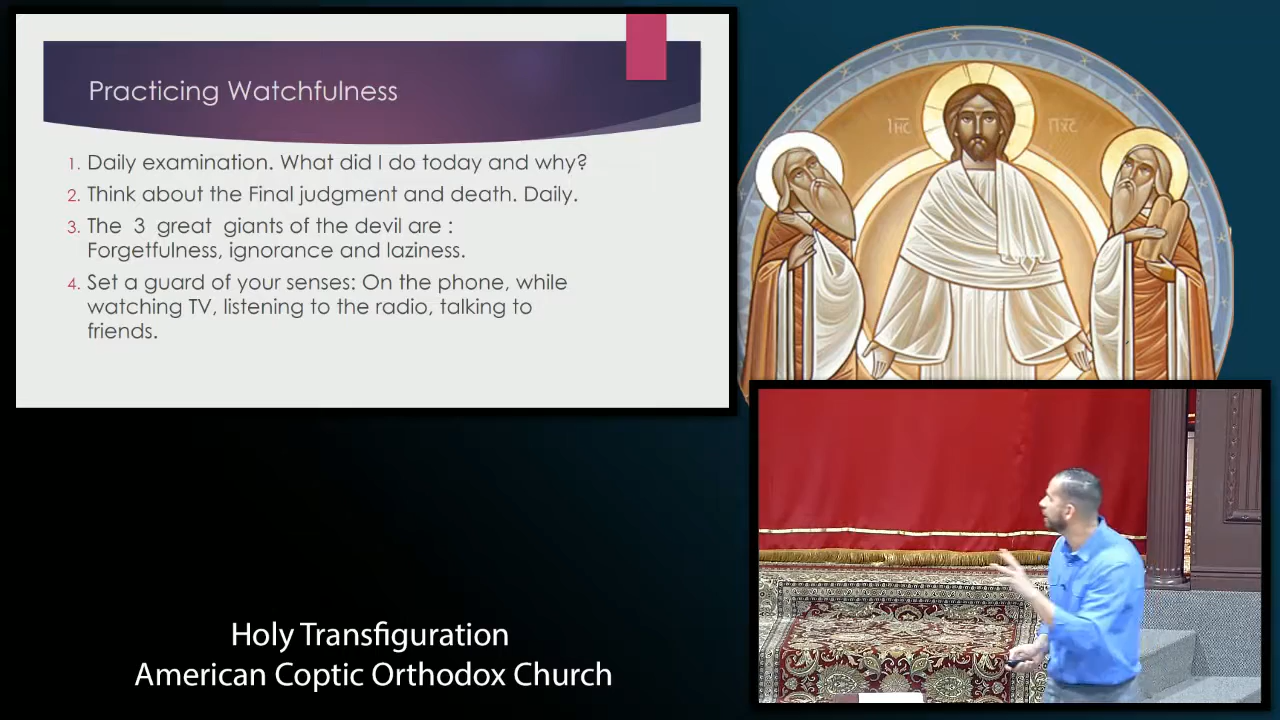 Practicing Watchfulness
1. Daily examination. What did I do today and why?
2. Think about the Final judgment and death. Daily.
3. The 3 great giants of the devil are :
Forgetfulness, ignorance and laziness.
4. Set a guard of your senses: On the phone, while
watching TV, listening to the radio, talking to
friends.
Holy Transfiguration
American Coptic Orthodox Church